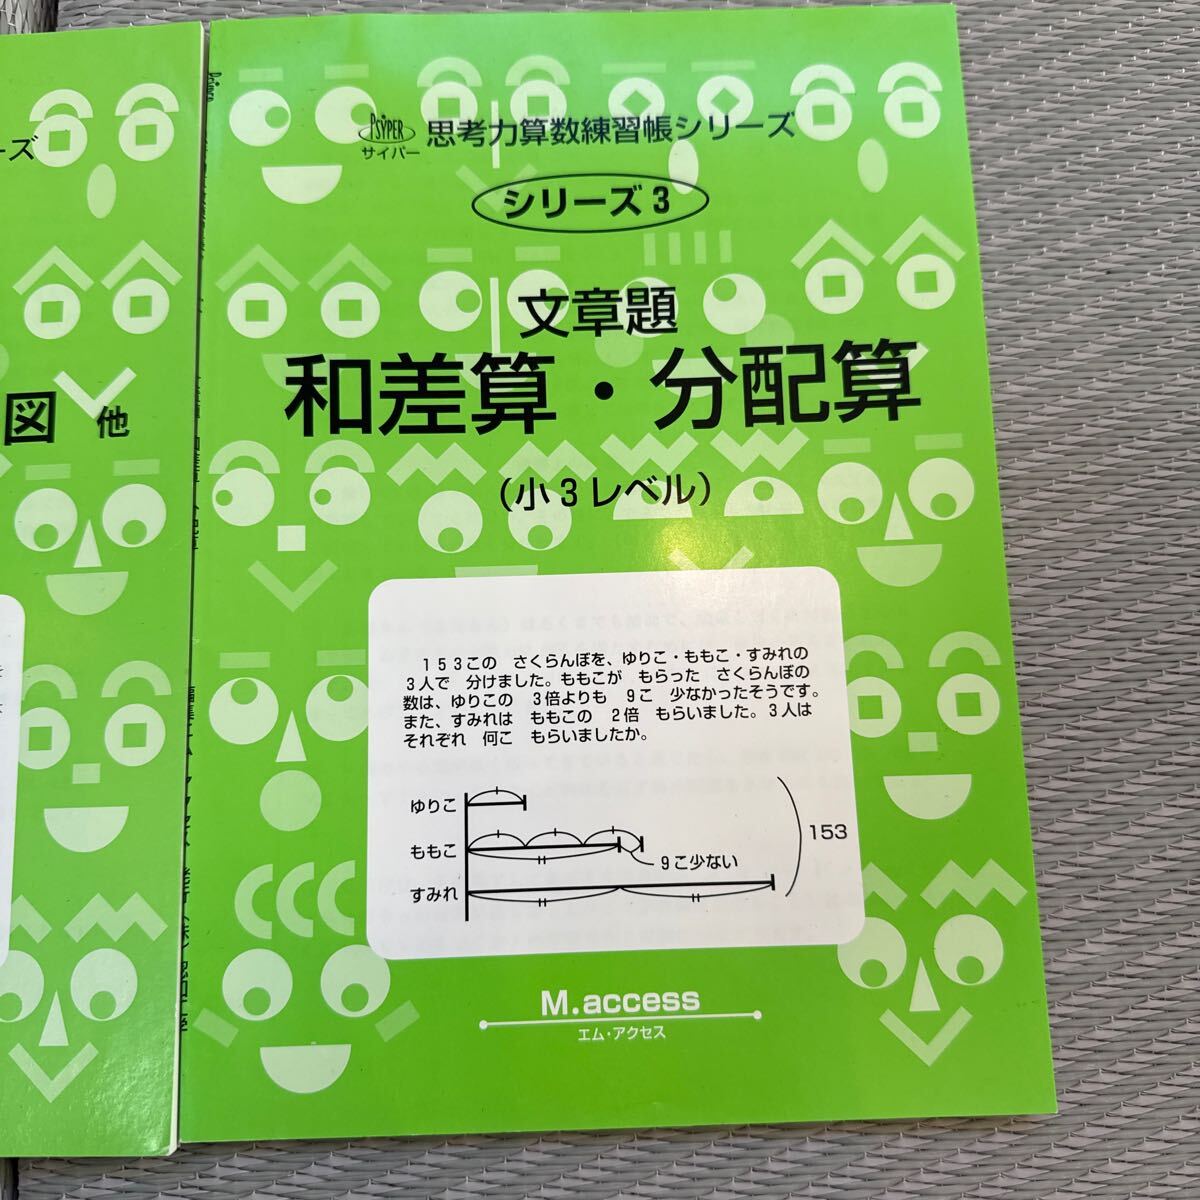 ーズ
図 他
PSYPER
サイパー
思考力算数練習帳シリーズ
シリーズ3
文章題
和差算・分配算
(小3レベル)
153この さくらんぼを、ゆりこ・ももこ・すみれの
3人で 分けました。ももこが もらった さくらんぼの
数は、ゆりこの 3倍よりも 9こ 少なかったそうです。
また、すみれは ももこの 2倍 もらいました。3人は
それぞれ 何こ もらいましたか。
ゆりこ
ももこ
9こ少ない
すみれ
153
M.access
エム・アクセス